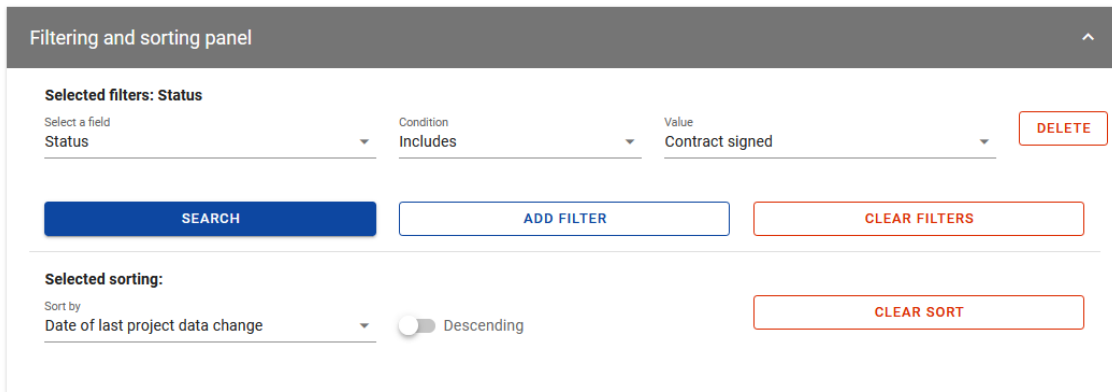 Filtering and sorting panel
Selected filters: Status
Select a field
Condition
Value
Status
Includes
Contract signed
DELETE
SEARCH
ADD FILTER
CLEAR FILTERS
Selected sorting:
Sort by
Date of last project data change
Descending
CLEAR SORT